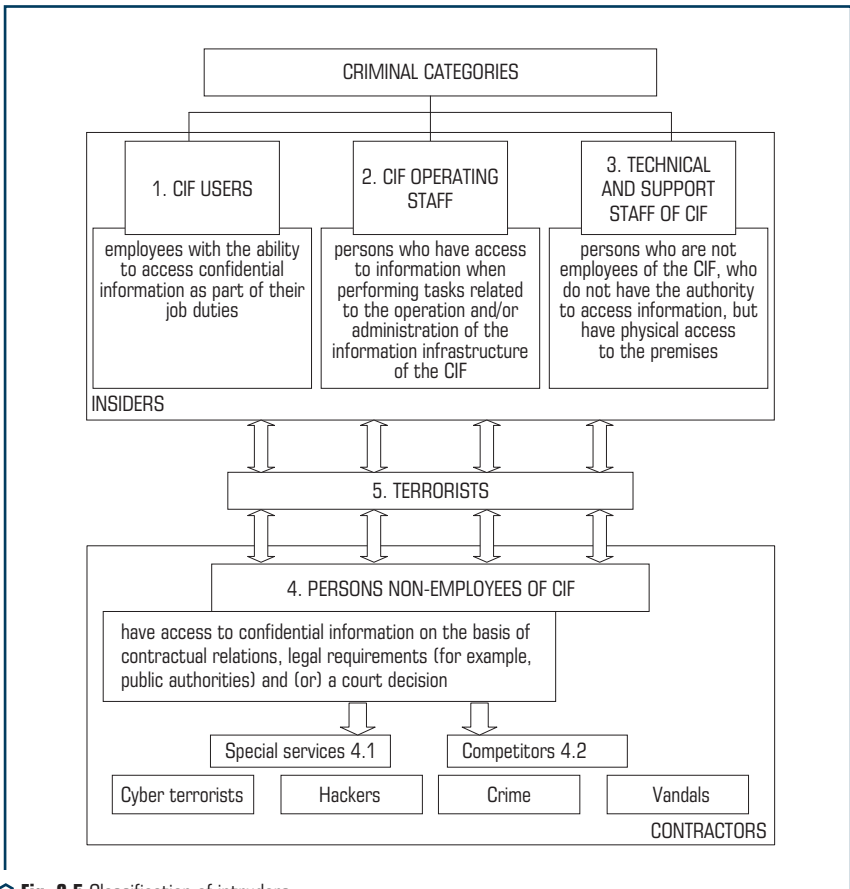 CRIMINAL CATEGORIES
1. CIF USERS
employees with the ability
to access confidential
information as part of their
job duties
2. CIF OPERATING
STAFF
persons who have access
to information when
performing tasks related
to the operation and/or
administration of the
information infrastructure
of the CIF
3. TECHNICAL
AND SUPPORT
STAFF OF CIF
persons who are not
employees of the CIF, who
do not have the authority
to access information, but
have physical access
to the premises
INSIDERS
5. TERRORISTS
4. PERSONS NON-EMPLOYEES OF CIF
have access to confidential information on the basis of
contractual relations, legal requirements (for example,
public authorities) and (or) a court decision
Special services 4.1
Competitors 4.2
Cyber terrorists
Hackers
Crime
Vandals
CONTRACTORS
Classification of intruders